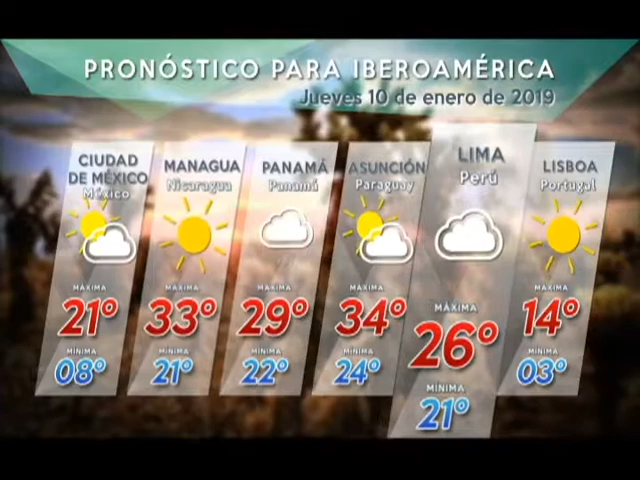 PRONÓSTICO PARA IBEROAMÉRICA
Jueves 10 de enero de 2019
CIUDAD
DE MÉXICO
México
MÁXIMA
21°
MÍNIMA
08°
MANAGUA
Nicaragua
MÁXIMA
33°
MÍNIMA
21°
PANAMÁ
Panamá
MÁXIMA
29°
MÍNIMA
22°
ASUNCIÓN
Paraguay
MÁXIMA
34°
MÍNIMA
24°
LIMA
Perú
MÁXIMA
26°
MÍNIMA
21°
LISBOA
Portugal
MÁXIMA
14°
MÍNIMA
03°